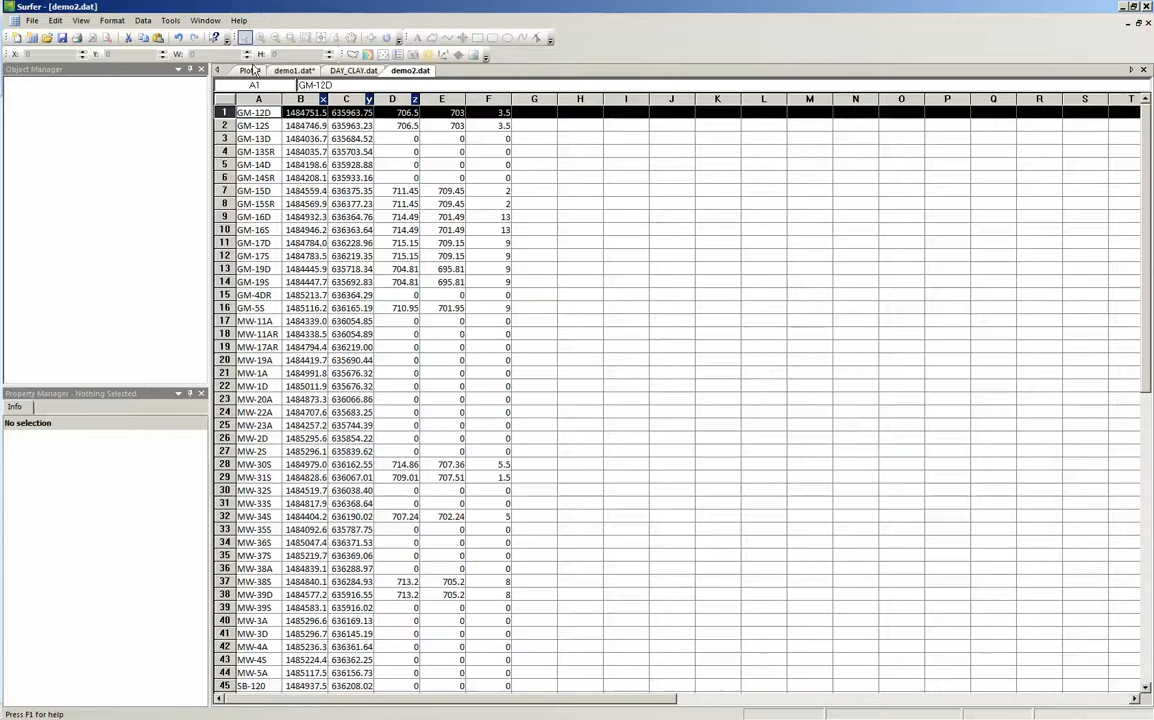 Surfer - [demo2.dat]
File Edit View Format Data Tools Window Help
X: 0 Y: 0 W: 0 H: 0
Object Manager
demo1.dat* DAY_CLAY.dat demo2.dat
A1 GM-12D
A B x C y D z E F G H I J K L M N O P Q R S T
1 GM-12D 1484751.5 635963.75 706.5 703 3.5
2 GM-12S 1484746.9 635963.23 706.5 703 3.5
3 GM-13D 1484036.7 635684.52 0 0 0
4 GM-13SR 1484035.7 635703.54 0 0 0
5 GM-14D 1484198.6 635928.88 0 0 0
6 GM-14SR 1484208.1 635933.16 0 0 0
7 GM-15D 1484559.4 636375.35 711.45 709.45 2
8 GM-15SR 1484569.9 636377.23 711.45 709.45 2
9 GM-16D 1484932.3 636364.76 714.49 701.49 13
10 GM-16S 1484946.2 636363.64 714.49 701.49 13
11 GM-17D 1484784.0 636228.96 715.15 709.15 9
12 GM-17S 1484783.5 636219.35 715.15 709.15 9
13 GM-19D 1484445.9 635718.34 704.81 695.81 9
14 GM-19S 1484447.7 635692.83 704.81 695.81 9
15 GM-4DR 1485213.7 636364.29 0 0 0
16 GM-5S 1485116.2 636165.19 710.95 701.95 9
17 MW-11A 1484339.0 636054.85 0 0 0
18 MW-11AR 1484338.5 636054.89 0 0 0
19 MW-17AR 1484794.4 636219.00 0 0 0
20 MW-19A 1484419.7 635690.44 0 0 0
21 MW-1A 1484991.8 635676.32 0 0 0
22 MW-1D 1485011.9 635676.32 0 0 0
23 MW-20A 1484873.3 636066.86 0 0 0
24 MW-22A 1484707.6 635683.25 0 0 0
25 MW-23A 1484257.2 635744.39 0 0 0
26 MW-2D 1485295.6 635854.22 0 0 0
27 MW-2S 1485296.1 635839.62 0 0 0
28 MW-30S 1484979.0 636162.55 714.86 707.36 5.5
29 MW-31S 1484828.6 636067.01 709.01 707.51 1.5
30 MW-32S 1484519.7 636038.40 0 0 0
31 MW-33S 1484817.9 636368.64 0 0 0
32 MW-34S 1484404.2 636190.02 707.24 702.24 5
33 MW-35S 1484092.6 635787.75 0 0 0
34 MW-36S 1485047.4 636371.53 0 0 0
35 MW-37S 1485219.7 636369.06 0 0 0
36 MW-38A 1484839.1 636288.97 0 0 0
37 MW-38S 1484840.1 636284.93 713.2 705.2 8
38 MW-39D 1484577.2 635916.55 713.2 705.2 8
39 MW-39S 1484583.1 635916.02 0 0 0
40 MW-3A 1485296.6 636169.13 0 0 0
41 MW-3D 1485296.7 636145.19 0 0 0
42 MW-4A 1485236.3 636361.64 0 0 0
43 MW-4S 1485224.4 636362.25 0 0 0
44 MW-5A 1485117.5 636156.73 0 0 0
45 SB-120 1484937.5 636208.02 0 0 0
Property Manager - Nothing Selected.
Info
No selection
Press F1 for help